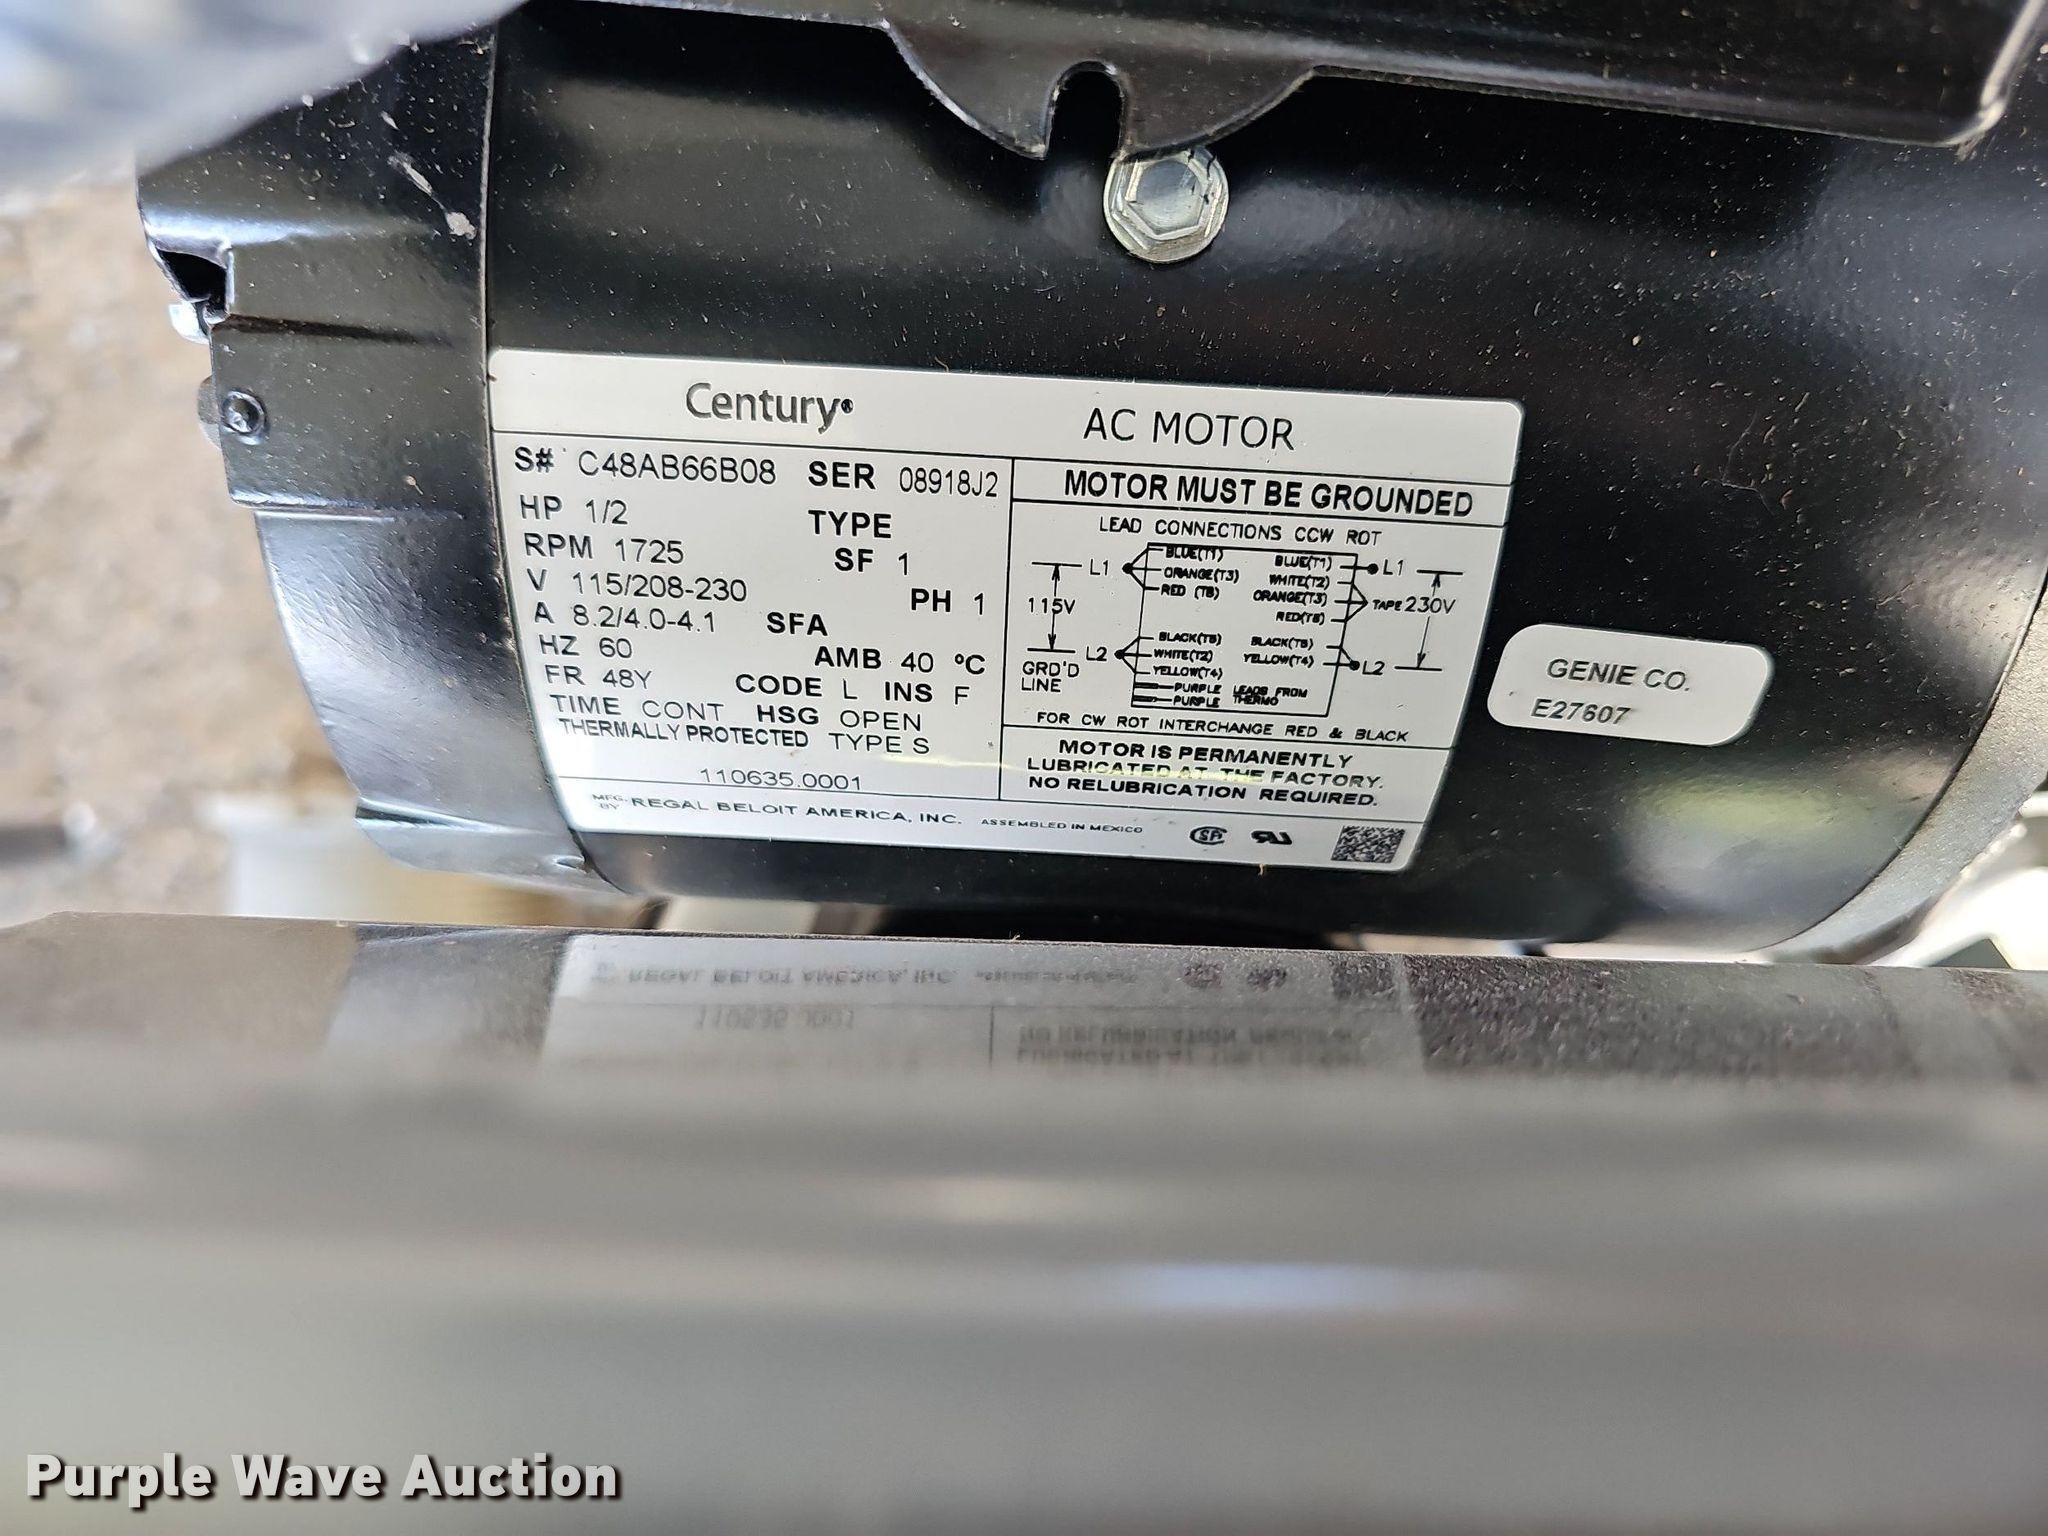 Century®
AC MOTOR
S# C48AB66B08 SER 08918J2
HP 1/2
TYPE
RPM 1725
SF 1
V 115/208-230
PH 1
A 8.2/4.0-4.1 SFA
HZ 60
AMB 40 °C
FR 48Y
CODE L INS F
TIME CONT HSG OPEN
THERMALLY PROTECTED TYPE S
110635.0001
MOTOR MUST BE GROUNDED
LEAD CONNECTIONS CCW ROT
L1 BLUE(T1)
ORANGE(T3)
RED (T8)
115V
L2 BLACK(T5)
WHITE(T2)
YELLOW(T4)
GRD'D
LINE
PURPLE
PURPLE
LEADS FROM
THERMO
BLUE(T1) L1
WHITE(T2)
ORANGE(T3) TAPE 230V
RED(T8)
BLACK(T5)
YELLOW(T4) L2
FOR CW ROT INTERCHANGE RED & BLACK
MOTOR IS PERMANENTLY
LUBRICATED AT THE FACTORY.
NO RELUBRICATION REQUIRED.
MFG. BY REGAL BELOIT AMERICA, INC. ASSEMBLED IN MEXICO
GENIE CO.
E27607
Purple Wave Auction